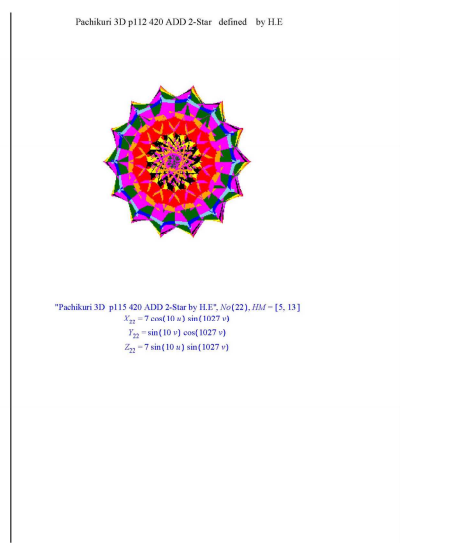 Pachikuri 3D p112 420 ADD 2-Star defined by H.E
"Pachikuri 3D p115 420 ADD 2-Star by H.E", No(22), HM = [5, 13]
X₂₂ = 7 cos(10 u) sin(1027 v)
Y₂₂ = sin(10 v) cos(1027 v)
Z₂₂ = 7 sin(10 u) sin(1027 v)